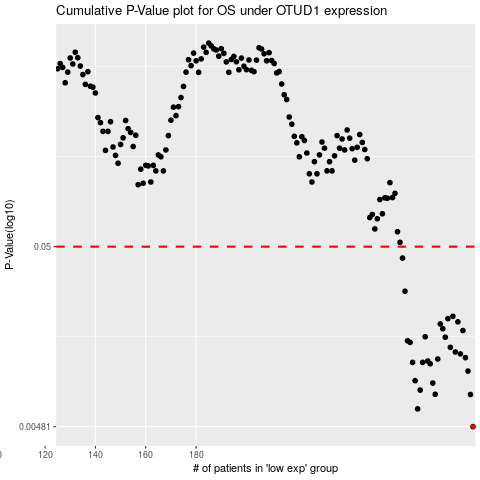 Cumulative P-Value plot for OS under OTUD1 expression
P-Value(log10)
0.05
0.00481
0
120
140
160
180
# of patients in 'low exp' group